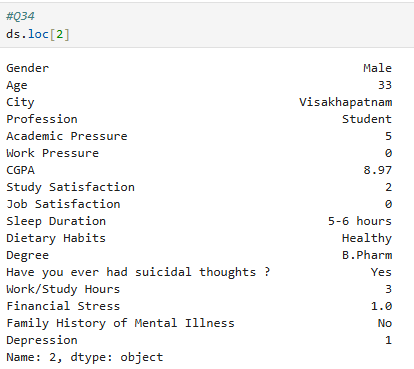 #Q34
ds.loc[2]
Gender Male
Age 33
City Visakhapatnam
Profession Student
Academic Pressure 5
Work Pressure 0
CGPA 8.97
Study Satisfaction 2
Job Satisfaction 0
Sleep Duration 5-6 hours
Dietary Habits Healthy
Degree B.Pharm
Have you ever had suicidal thoughts ? Yes
Work/Study Hours 3
Financial Stress 1.0
Family History of Mental Illness No
Depression 1
Name: 2, dtype: object